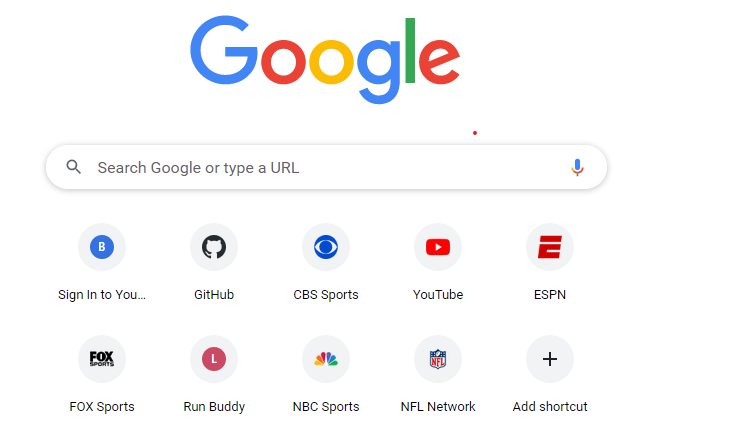 Google
Search Google or type a URL
B
Sign In to You...
GitHub
CBS Sports
YouTube
E
ESPN
FOX
SPORTS
L
NFL
FOX Sports
Run Buddy
NBC Sports
NFL Network
Add shortcut